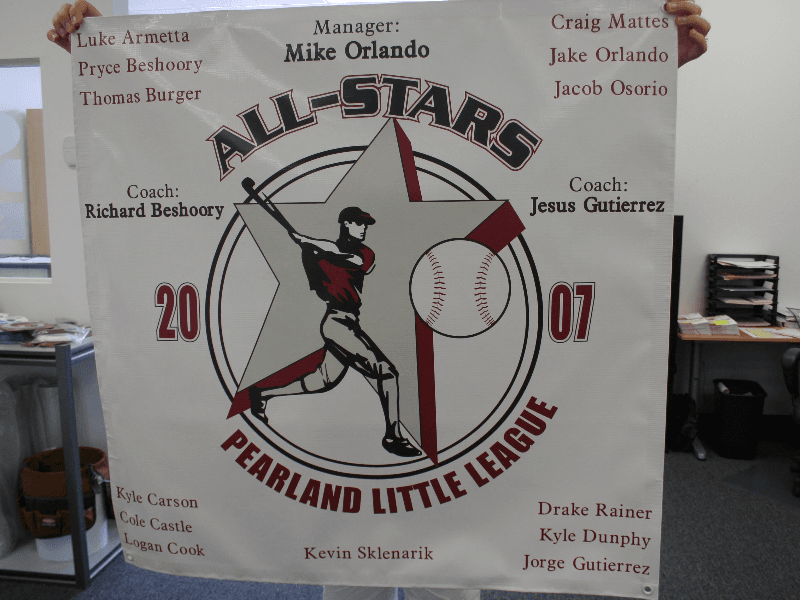 Luke Armetta
Pryce Beshoory
Thomas Burger
Manager:
Mike Orlando
Craig Mattes
Jake Orlando
Jacob Osorio
ALL-STARS
Coach:
Richard Beshoory
Coach:
Jesus Gutierrez
20
07
PEARLAND LITTLE LEAGUE
Kyle Carson
Cole Castle
Logan Cook
Kevin Sklenarik
Drake Rainer
Kyle Dunphy
Jorge Gutierrez